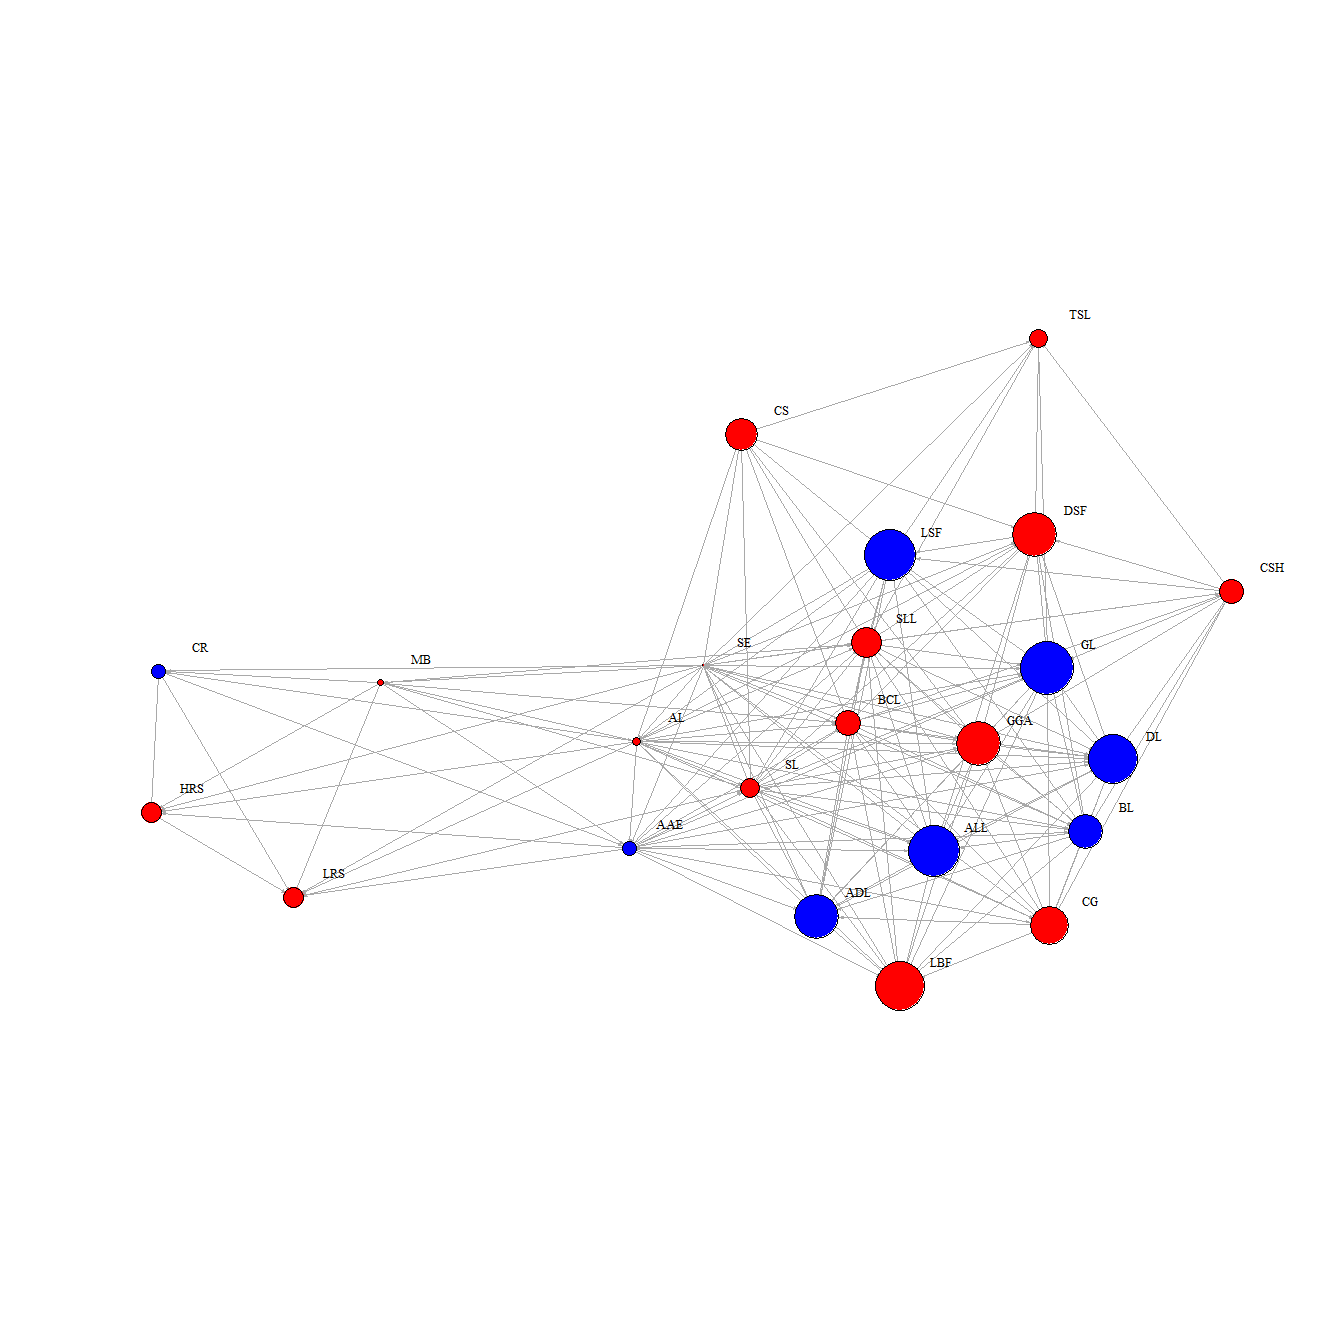 TSL
CS
DSF
LSF
CSH
SLL
SE
GL
CR
MB
BCL
AL
GGA
DL
SL
HRS
BL
AAE
ALL
LRS
ADL
CG
LBF